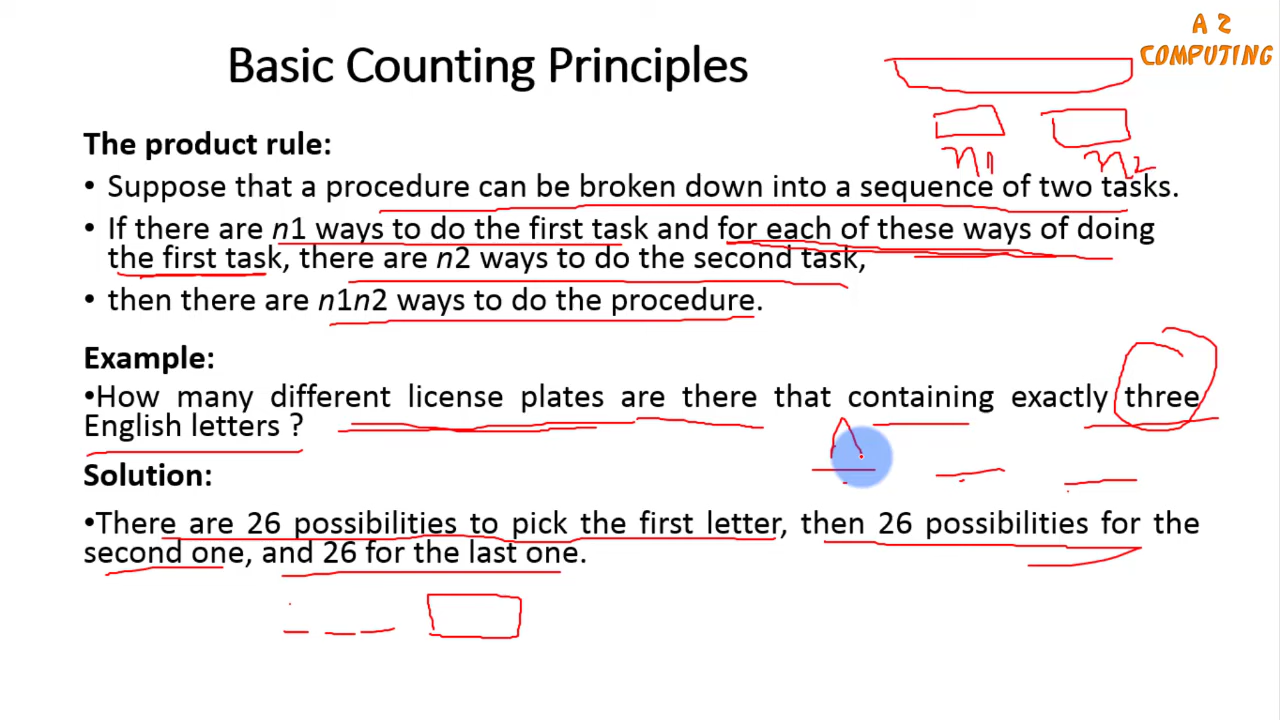 A Z
COMPUTING
Basic Counting Principles
n1 n2
The product rule:
• Suppose that a procedure can be broken down into a sequence of two tasks.
• If there are n1 ways to do the first task and for each of these ways of doing
the first task, there are n2 ways to do the second task,
• then there are n1n2 ways to do the procedure.
Example:
•How many different license plates are there that containing exactly three
English letters ?
Solution:
•There are 26 possibilities to pick the first letter, then 26 possibilities for the
second one, and 26 for the last one.